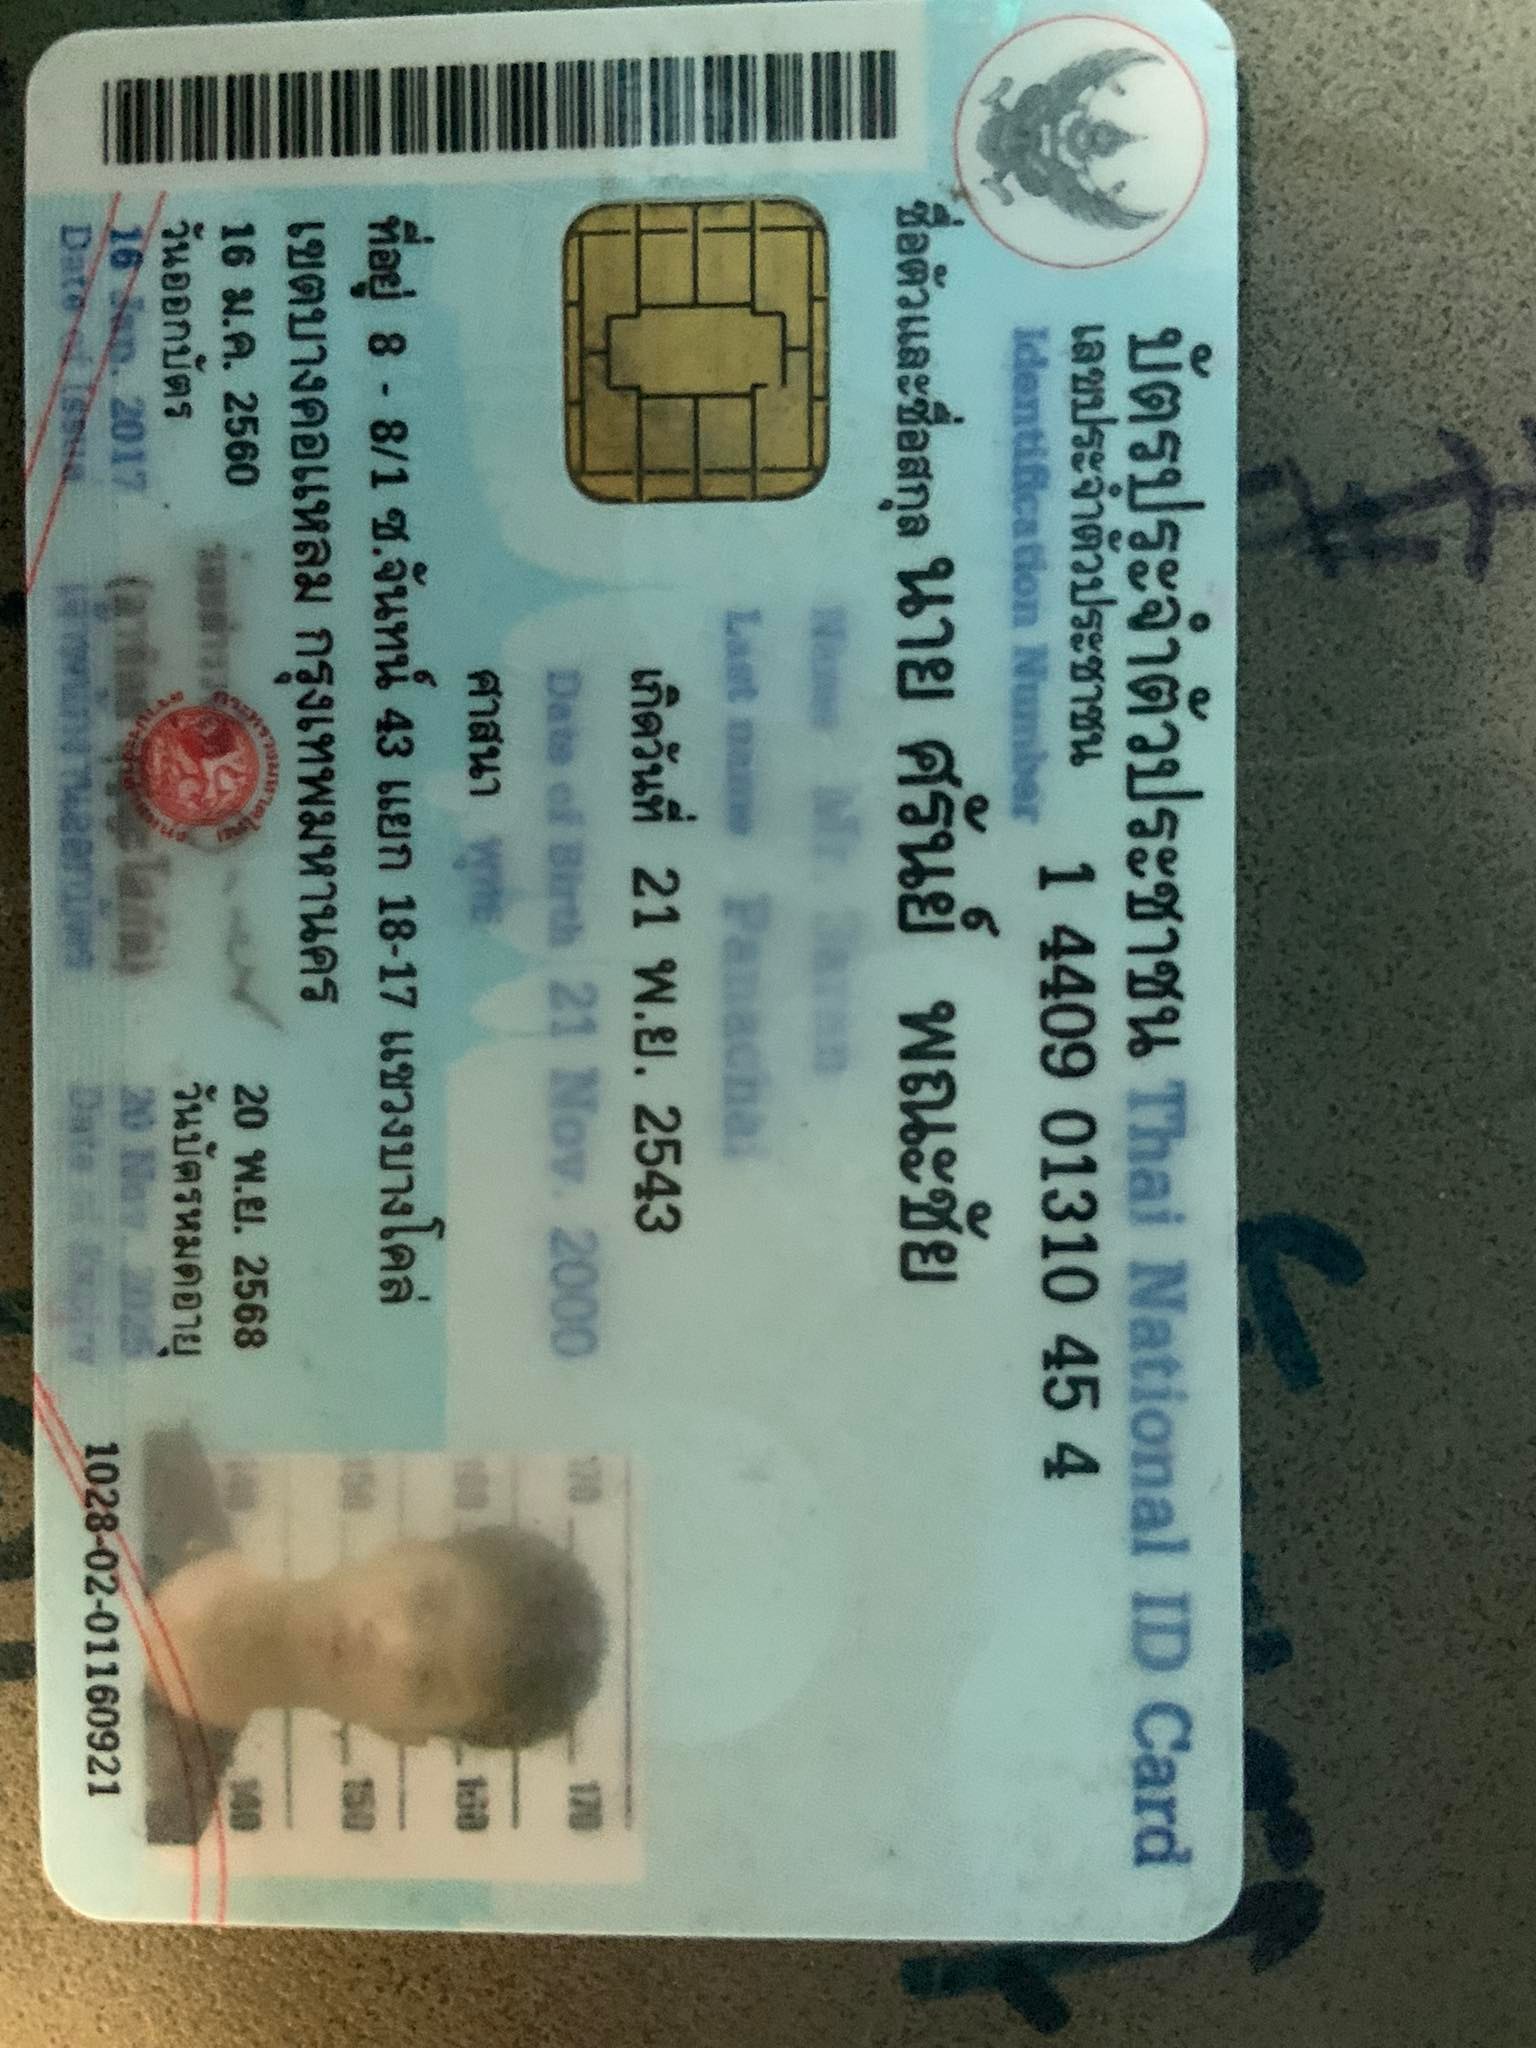 บัตรประจำตัวประชาชน Thai National ID Card
เลขประจำตัวประชาชน 1 4409 01310 45 4
Identification Number
ชื่อตัวและชื่อสกุล นาย ศรันย์ พณะชัย
Name Mr. Saran
Last name Panachai
เกิดวันที่ 21 พ.ย. 2543
Date of Birth 21 Nov. 2000
ศาสนา พุทธ
ที่อยู่ 8 - 8/1 ซ.จันทน์ 43 แยก 18-17 แขวงบางโคล่
เขตบางคอแหลม กรุงเทพมหานคร
16 ม.ค. 2560
วันออกบัตร
16 Jan. 2017
Date of Issue
เจ้าพนักงานออกบัตร
20 พ.ย. 2568
วันบัตรหมดอายุ
20 Nov. 2025
Date of Expiry
170 170
160 160
150 150
140 140
1028-02-01160921